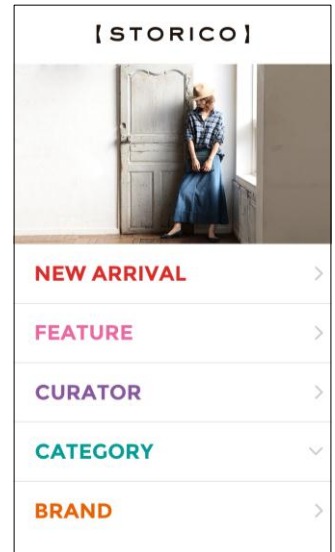 【STORICO】
NEW ARRIVAL
FEATURE
CURATOR
CATEGORY
BRAND